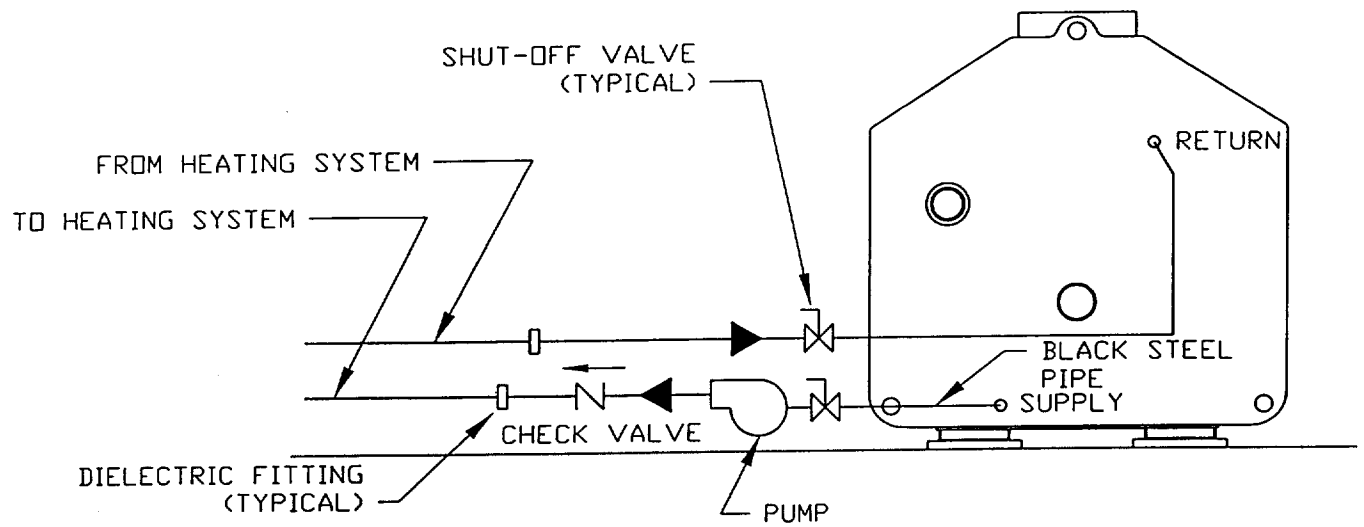 SHUT-OFF VALVE
(TYPICAL)
FROM HEATING SYSTEM
RETURN
TO HEATING SYSTEM
BLACK STEEL
PIPE
SUPPLY
CHECK VALVE
DIELECTRIC FITTING
(TYPICAL)
PUMP